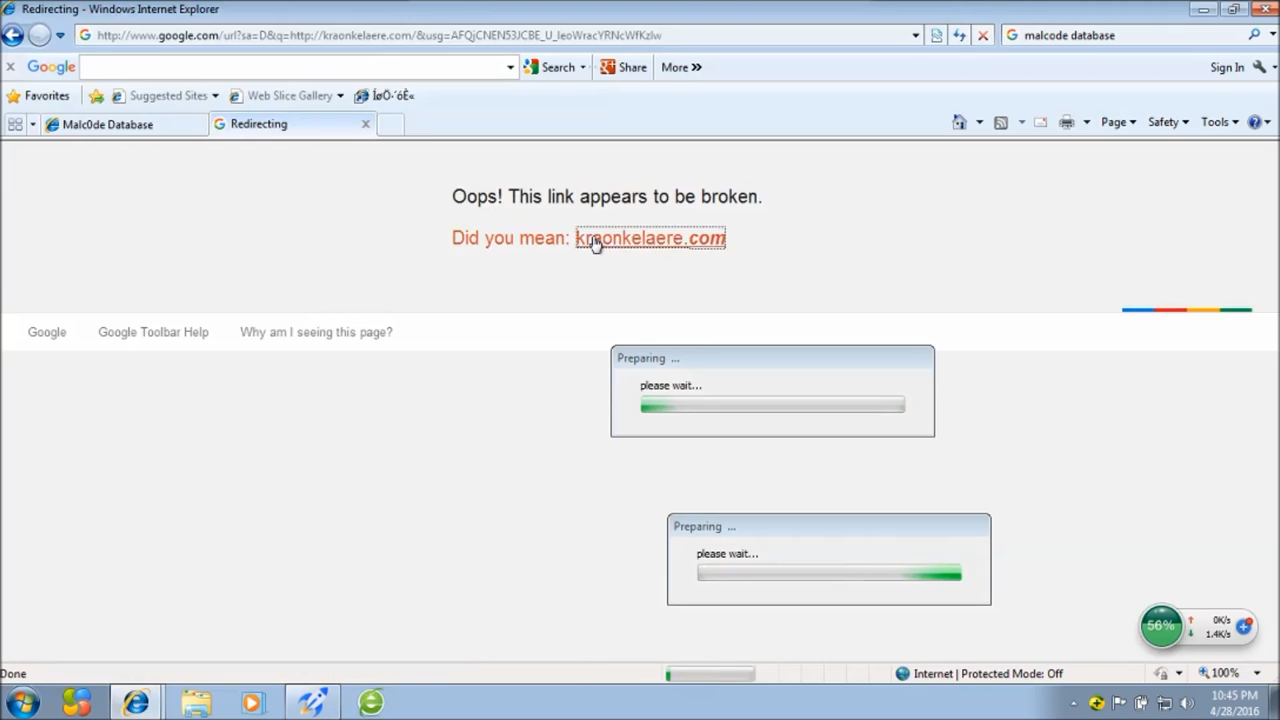 Redirecting - Windows Internet Explorer
http://www.google.com/url?sa=D&q=http://kraonkelaere.com/&usg=AFQjCNEN53JCBE_U_IeoWracYRNcWfKzIw
malcode database
Google
Search
Share
More »
Sign In
Favorites
Suggested Sites
Web Slice Gallery
ÍøÖ·´óÈ«
Malc0de Database
Redirecting
Page
Safety
Tools
Oops! This link appears to be broken.
Did you mean: kraonkelaere.com
Google
Google Toolbar Help
Why am I seeing this page?
Preparing ...
please wait...
Preparing ...
please wait...
56%
0K/s
1.4K/s
Done
Internet | Protected Mode: Off
100%
10:45 PM
4/28/2016